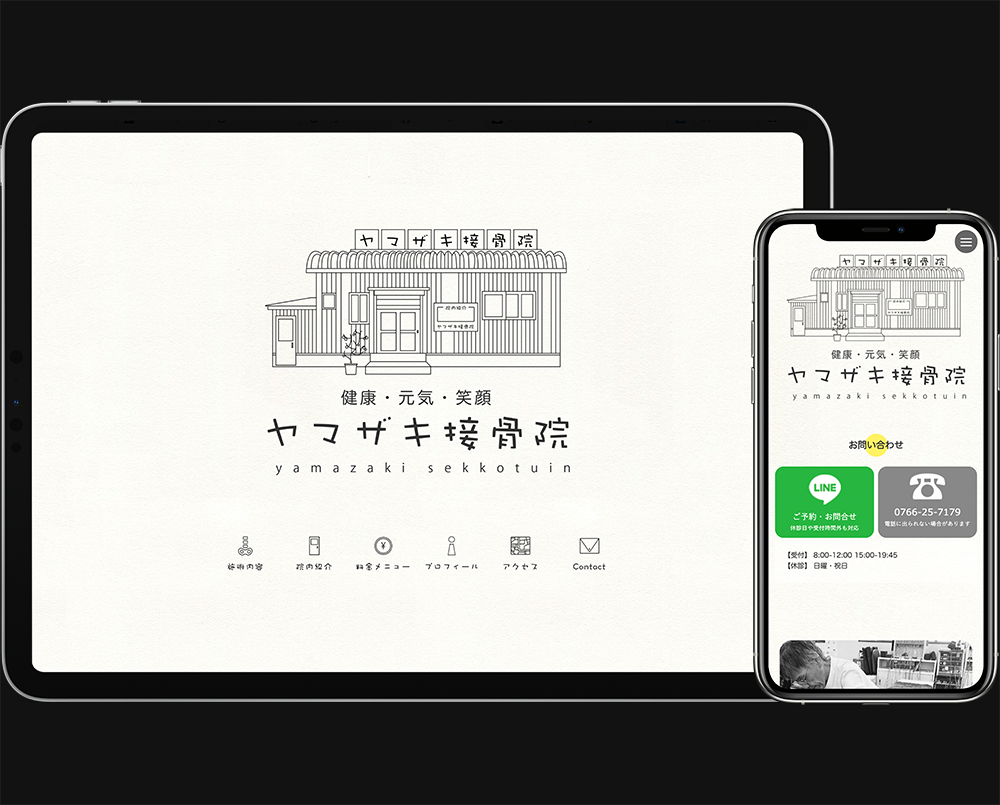 ヤマザキ接骨院
院内紹介
ヤマザキ接骨院
健康・元気・笑顔
ヤマザキ接骨院
yamazaki sekkotuin
施術内容
院内紹介
料金メニュー
プロフィール
アクセス
Contact
ヤマザキ接骨院
健康・元気・笑顔
ヤマザキ接骨院
yamazaki sekkotuin
お問い合わせ
LINE
ご予約・お問合せ
休診日や受付時間外も対応
0766-25-7179
電話に出られない場合があります
【受付】 8:00-12:00 15:00-19:45
【休診】 日曜・祝日